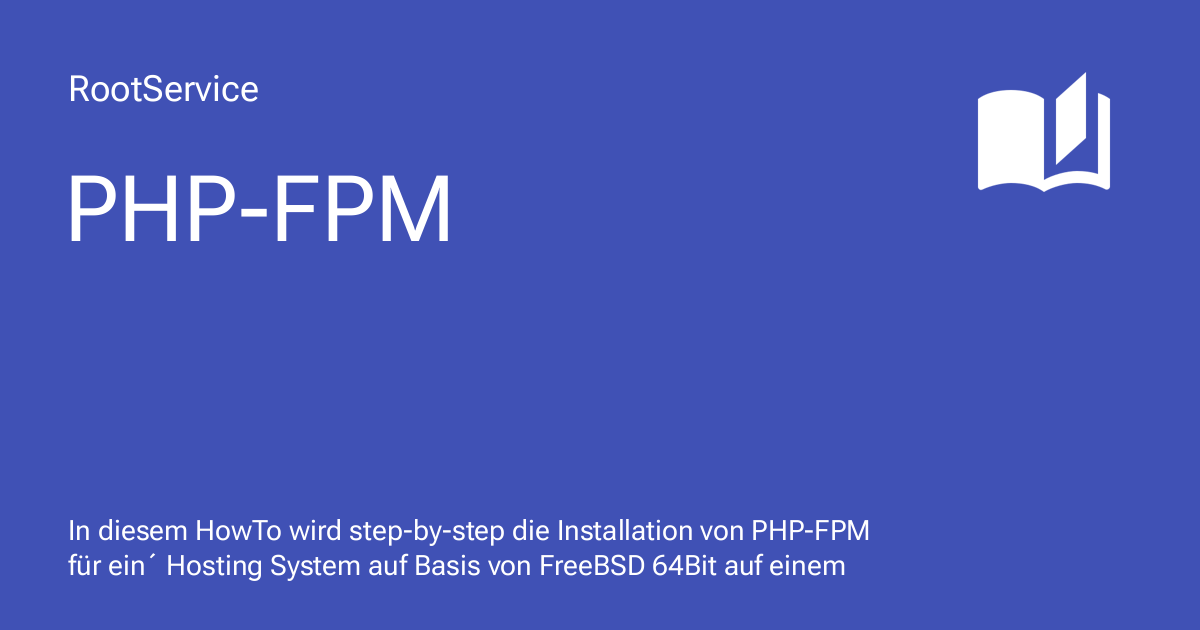 RootService
PHP-FPM
In diesem HowTo wird step-by-step die Installation von PHP-FPM
für ein´ Hosting System auf Basis von FreeBSD 64Bit auf einem